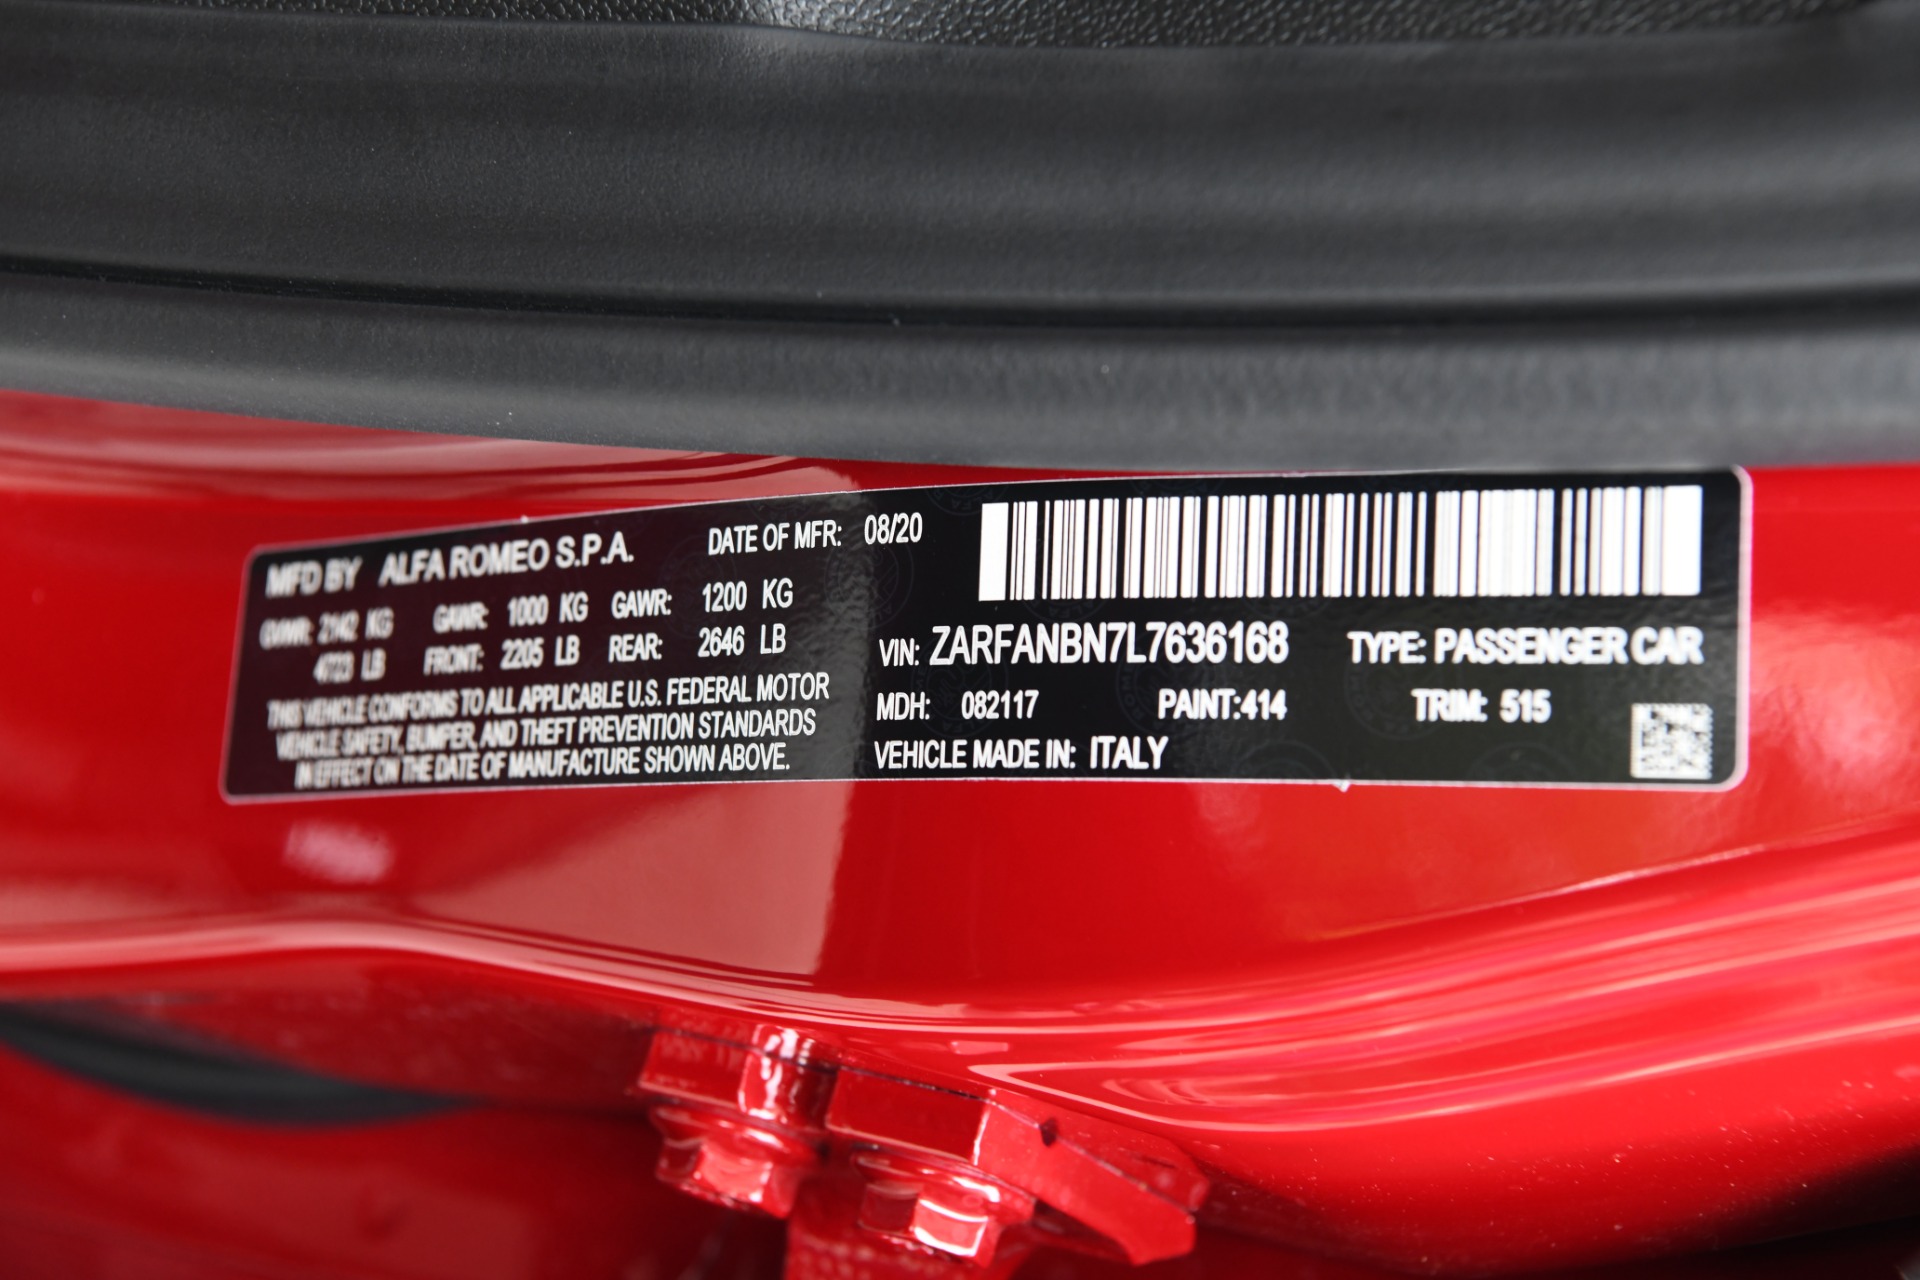 MFD BY ALFA ROMEO S.P.A. DATE OF MFR: 08/20
GVWR: 2142 KG GAWR: 1000 KG GAWR: 1200 KG
4723 LB FRONT: 2205 LB REAR: 2646 LB
THIS VEHICLE CONFORMS TO ALL APPLICABLE U.S. FEDERAL MOTOR
VEHICLE SAFETY, BUMPER, AND THEFT PREVENTION STANDARDS
IN EFFECT ON THE DATE OF MANUFACTURE SHOWN ABOVE.
VIN: ZARFANBN7L7636168 TYPE: PASSENGER CAR
MDH: 082117 PAINT:414 TRIM: 515
VEHICLE MADE IN: ITALY